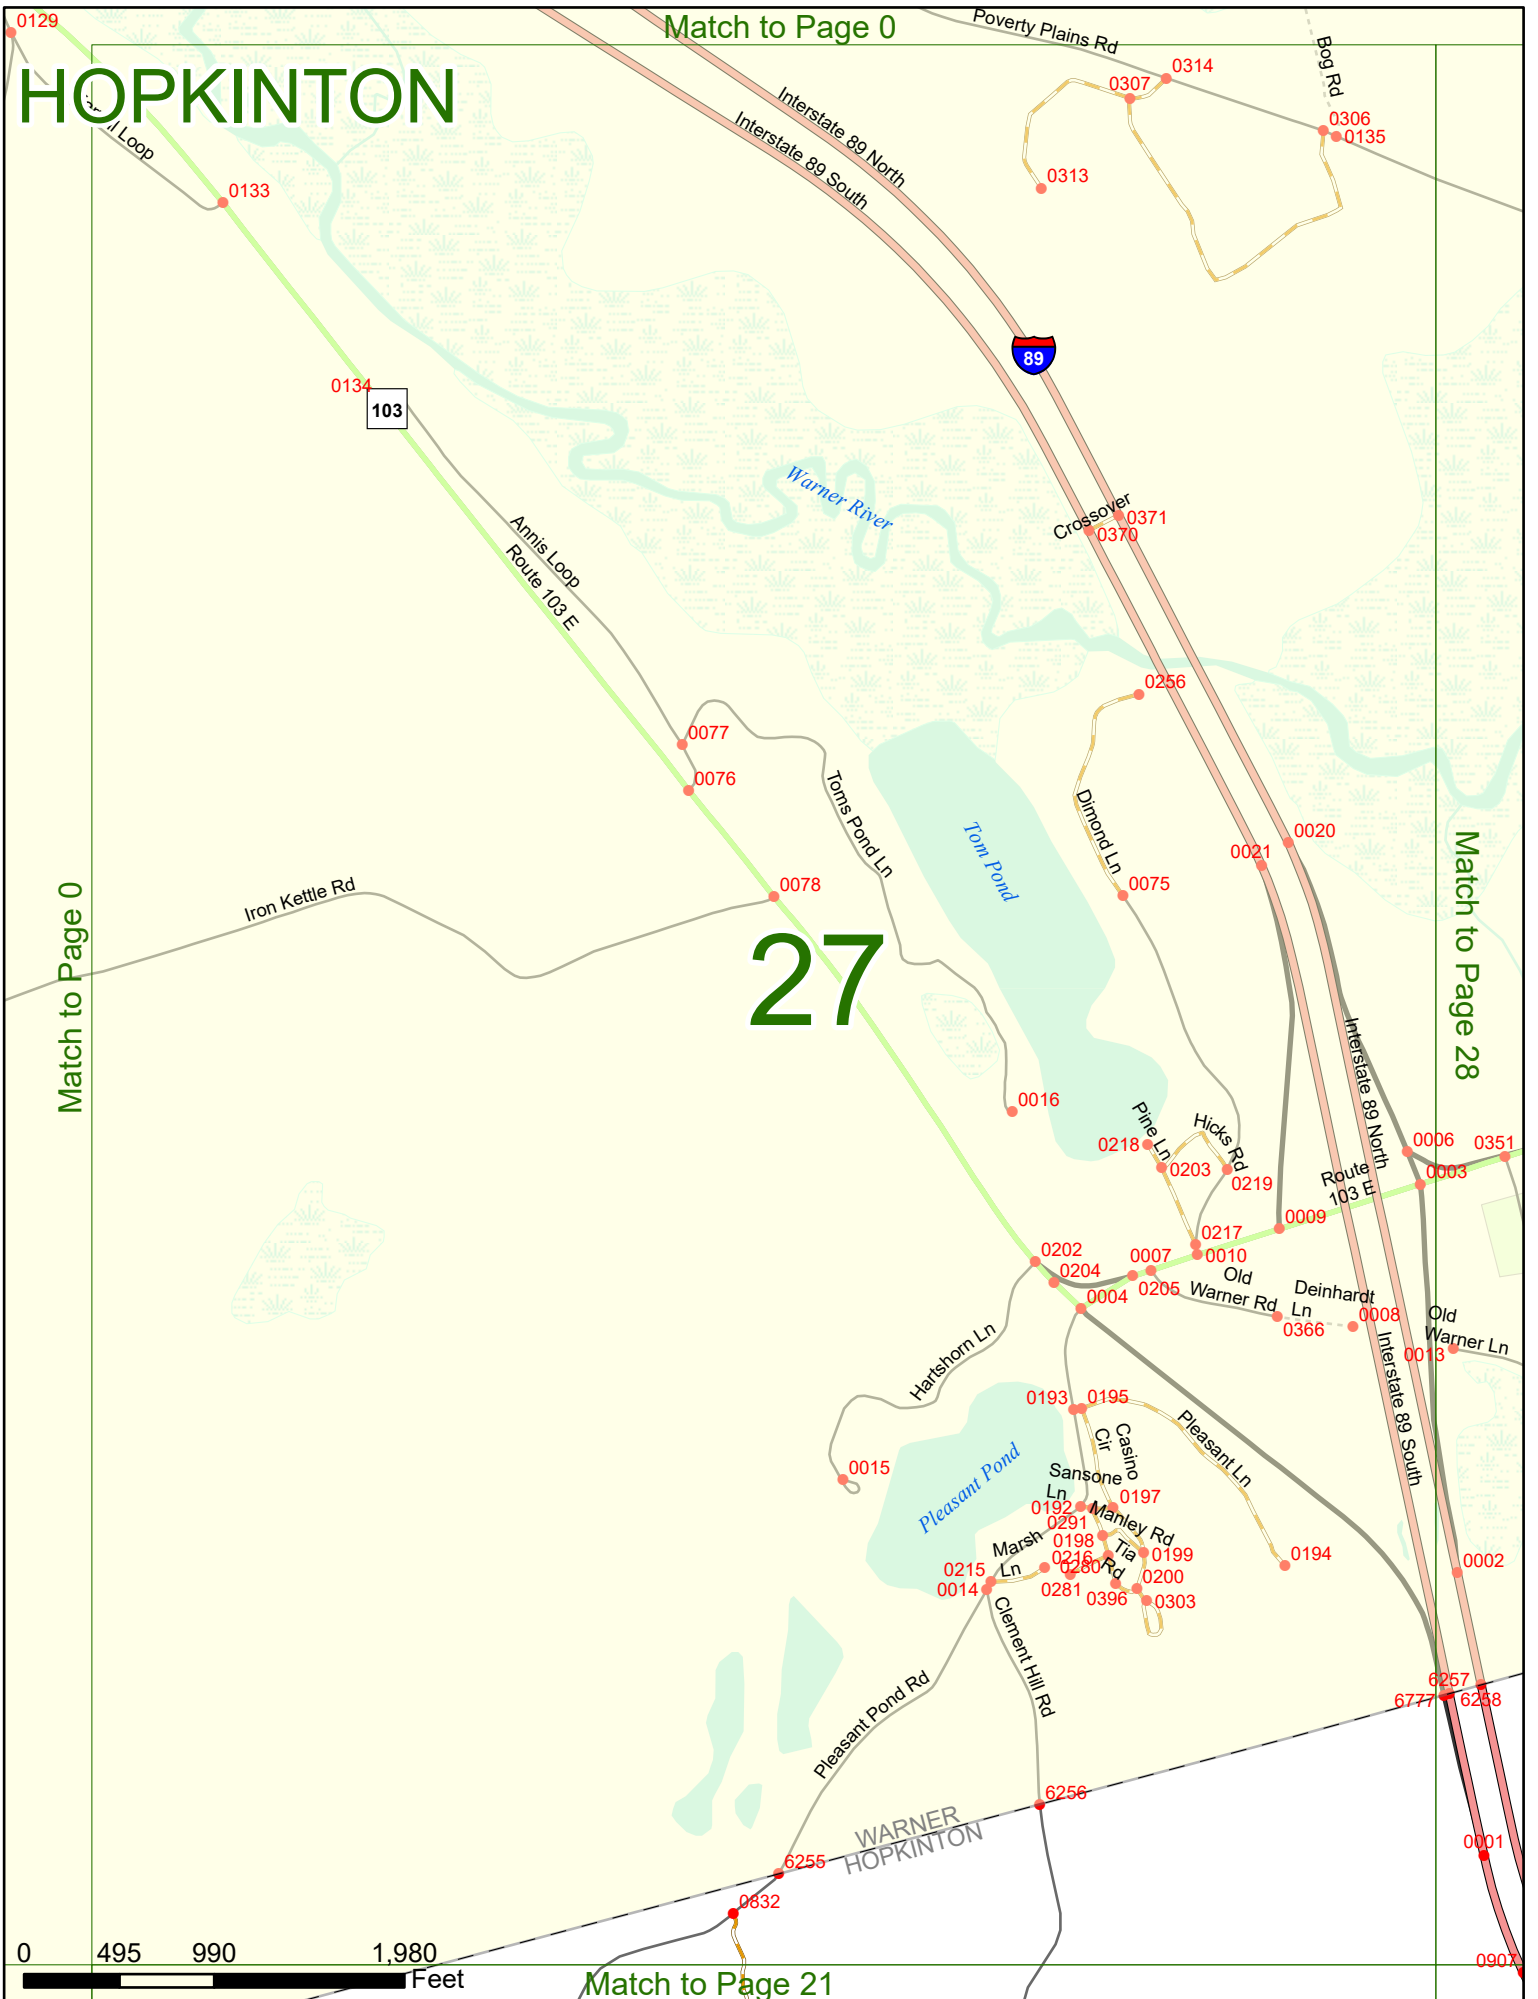 0129
Match to Page 0
Poverty Plains Rd
Bog Rd
HOPKINTON
Loop
0314
0307
0306
0135
Interstate 89 North
Interstate 89 South
0313
0133
89
0134
103
Annis Loop
Route 103 E
Warner River
Crossover
0371
0370
0256
0077
0076
Toms Pond Ln
Dimond Ln
Tom Pond
0020
0021
Match to Page 28
0075
0078
Iron Kettle Rd
Match to Page 0
27
Interstate 89 North
0016
Pine Ln
Hicks Rd
0218
0203
0219
0006
0351
0003
Route
103 E
0009
0217
0010
0202
0204
0007
0205
0004
Old
Warner Rd
Deinhardt
Ln
0366
0008
Old
Warner Ln
0013
Hartshorn Ln
Interstate 89 South
0193
0195
Casino
Cir
Pleasant Ln
0015
Pleasant Pond
Sansone
Ln
0192
0197
Manley Rd
0291
0198
Marsh
Ln
0216
0280
Tia
Rd
0199
0194
0002
0215
0014
0281
0396
0200
0303
Clement Hill Rd
Pleasant Pond Rd
6257
6777
6258
6256
WARNER
HOPKINTON
0001
6255
0832
0 495 990 1,980
Feet
Match to Page 21
0907